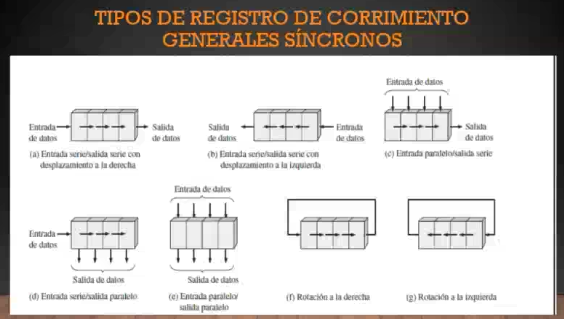 TIPOS DE REGISTRO DE CORRIMIENTO
GENERALES SÍNCRONOS
Entrada
de datos
Salida
de datos
(a) Entrada serie/salida serie con
desplazamiento a la derecha
Salida
de datos
Entrada
de datos
(b) Entrada serie/salida serie con
desplazamiento a la izquierda
Entrada de datos
Salida
de datos
(c) Entrada paralelo/salida serie
Entrada
de datos
Salida de datos
(d) Entrada serie/salida paralelo
Entrada de datos
Salida de datos
(e) Entrada paralelo/
salida paralelo
(f) Rotación a la derecha
(g) Rotación a la izquierda